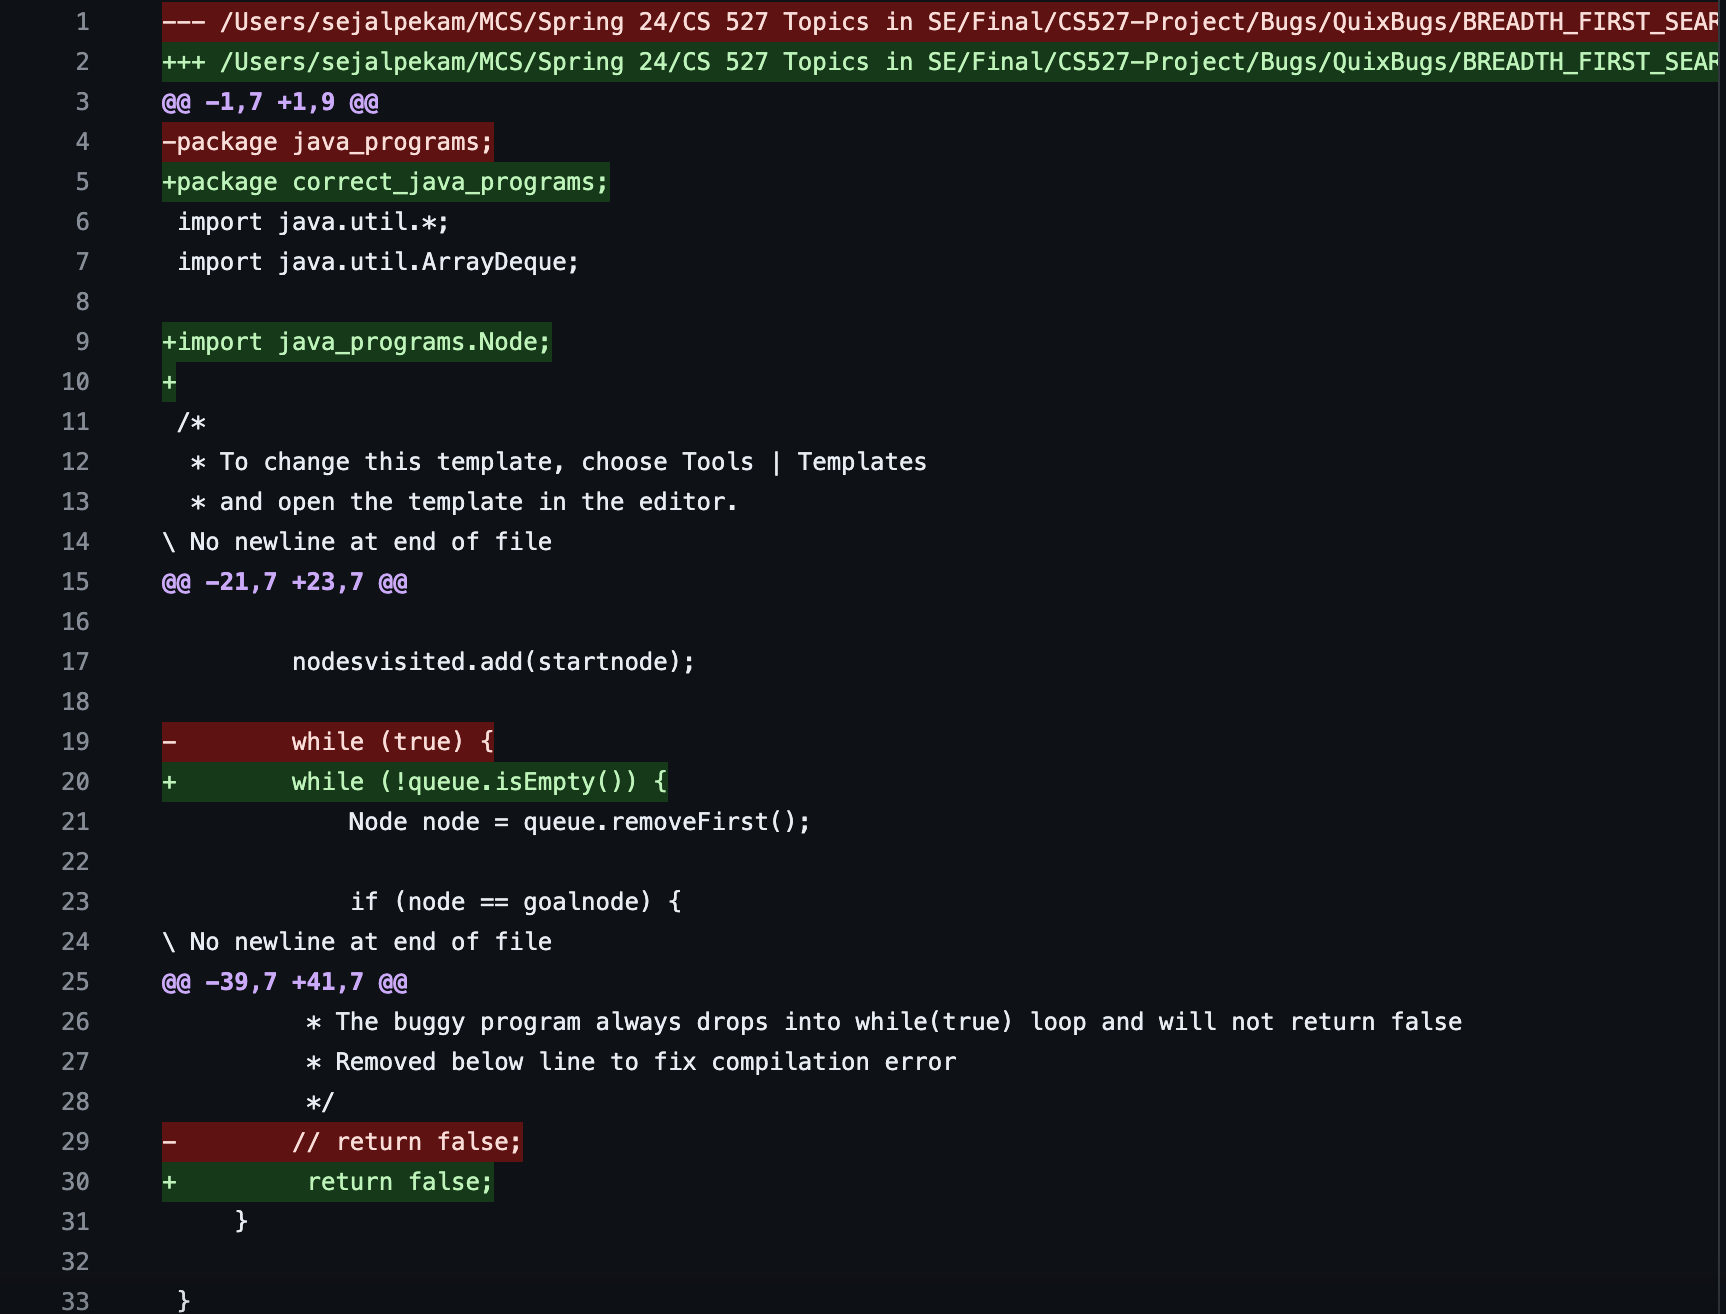 1 --- /Users/sejalpekam/MCS/Spring 24/CS 527 Topics in SE/Final/CS527-Project/Bugs/QuixBugs/BREADTH_FIRST_SEAR
2 +++ /Users/sejalpekam/MCS/Spring 24/CS 527 Topics in SE/Final/CS527-Project/Bugs/QuixBugs/BREADTH_FIRST_SEAR
3 @@ -1,7 +1,9 @@
4 -package java_programs;
5 +package correct_java_programs;
6  import java.util.*;
7  import java.util.ArrayDeque;
8
9 +import java_programs.Node;
10 +
11  /*
12   * To change this template, choose Tools | Templates
13   * and open the template in the editor.
14 \ No newline at end of file
15 @@ -21,7 +23,7 @@
16
17          nodesvisited.add(startnode);
18
19 -        while (true) {
20 +        while (!queue.isEmpty()) {
21              Node node = queue.removeFirst();
22
23              if (node == goalnode) {
24 \ No newline at end of file
25 @@ -39,7 +41,7 @@
26           * The buggy program always drops into while(true) loop and will not return false
27           * Removed below line to fix compilation error
28           */
29 -        // return false;
30 +         return false;
31      }
32
33  }